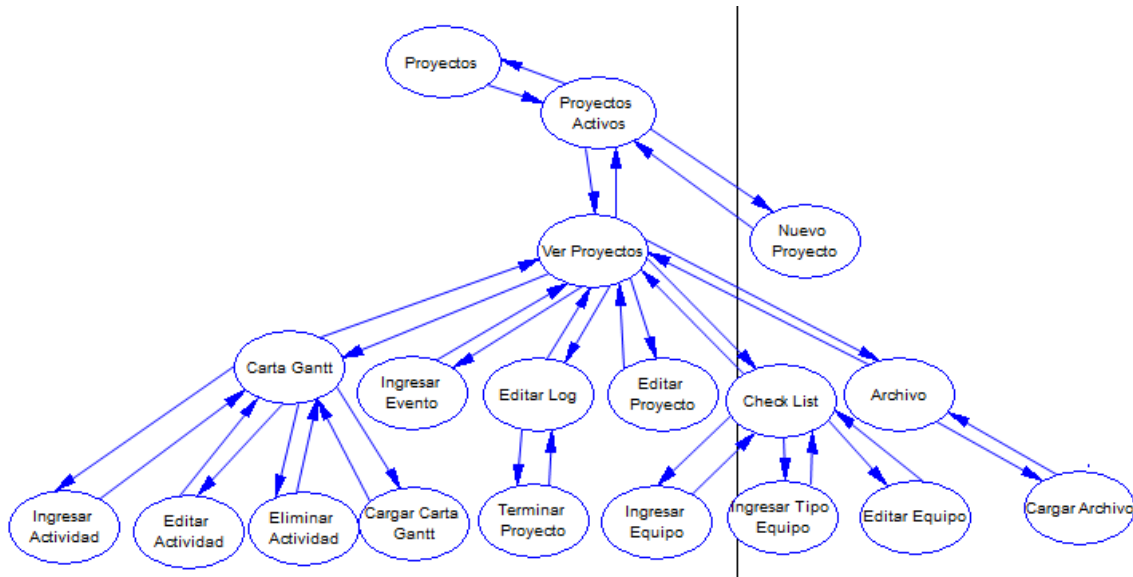 Proyectos
Proyectos
Activos
Nuevo
Proyecto
Ver Proyectos
Carta Gantt
Ingresar
Evento
Editar Log
Editar
Proyecto
Check List
Archivo
Ingresar
Actividad
Editar
Actividad
Eliminar
Actividad
Cargar Carta
Gantt
Terminar
Proyecto
Ingresar
Equipo
Ingresar Tipo
Equipo
Editar Equipo
Cargar Archivo